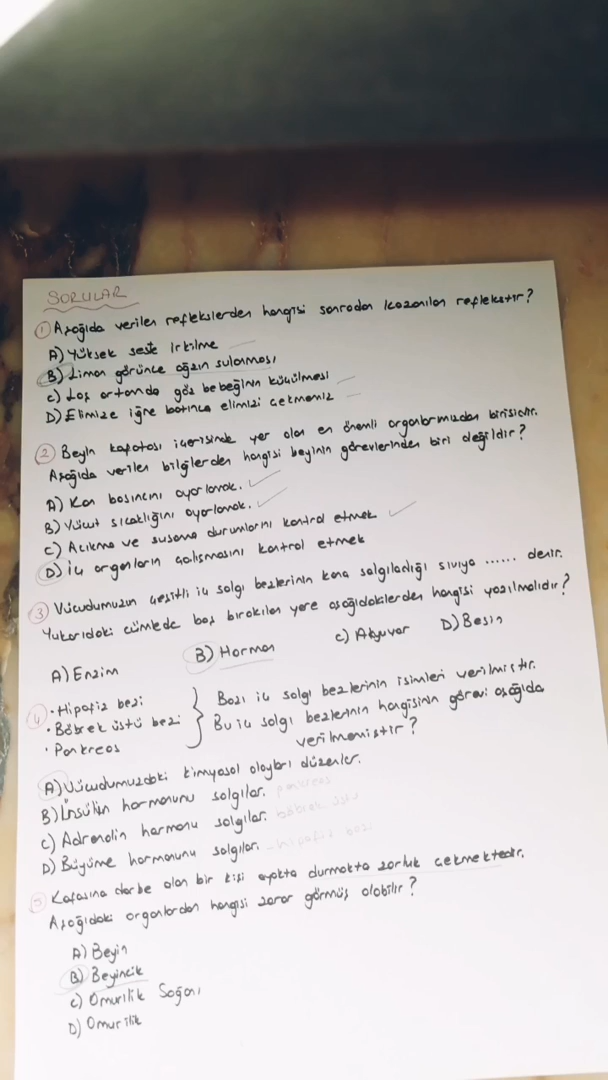 SORULAR
1 Aşağıda verilen reflekslerden hangisi sonradan kazanılan reflekstir?
A) Yüksek seste irkilme
B) Limon görünce ağzın sulanması
C) Loş ortamda göz bebeğinin küçülmesi
D) Elimize iğne batınca elimizi çekmemiz
2 Beyin kafatası içerisinde yer alan en önemli organlarımızdan birisidir.
Aşağıda verilen bilgilerden hangisi beyinin görevlerinden biri değildir?
A) Kan basıncını ayarlamak.
B) Vücut sıcaklığını ayarlamak.
C) Acıkma ve susama durumlarını kontrol etmek
D) İç organların çalışmasını kontrol etmek
3 Vücudumuzun çeşitli iç salgı bezlerinin kana salgıladığı sıvıya ...... denir.
Yukarıdaki cümlede boş bırakılan yere aşağıdakilerden hangisi yazılmalıdır?
A) Enzim B) Hormon C) Akyuvar D) Besin
4 • Hipofiz bezi
• Böbrek üstü bezi
• Pankreas
Bazı iç salgı bezlerinin isimleri verilmiştir.
Bu iç salgı bezlerinin hangisinin görevi aşağıda
verilmemiştir?
A) Vücudumuzdaki kimyasal olayları düzenler.
B) İnsülin hormonunu salgılar. pankreas
C) Adrenalin hormonu salgılar. böbrek üstü
D) Büyüme hormonunu salgılar. hipofiz bezi
5 Kafasına darbe alan bir kişi ayakta durmakta zorluk çekmektedir.
Aşağıdaki organlardan hangisi zarar görmüş olabilir?
A) Beyin
B) Beyincik
C) Omurilik Soğanı
D) Omurilik